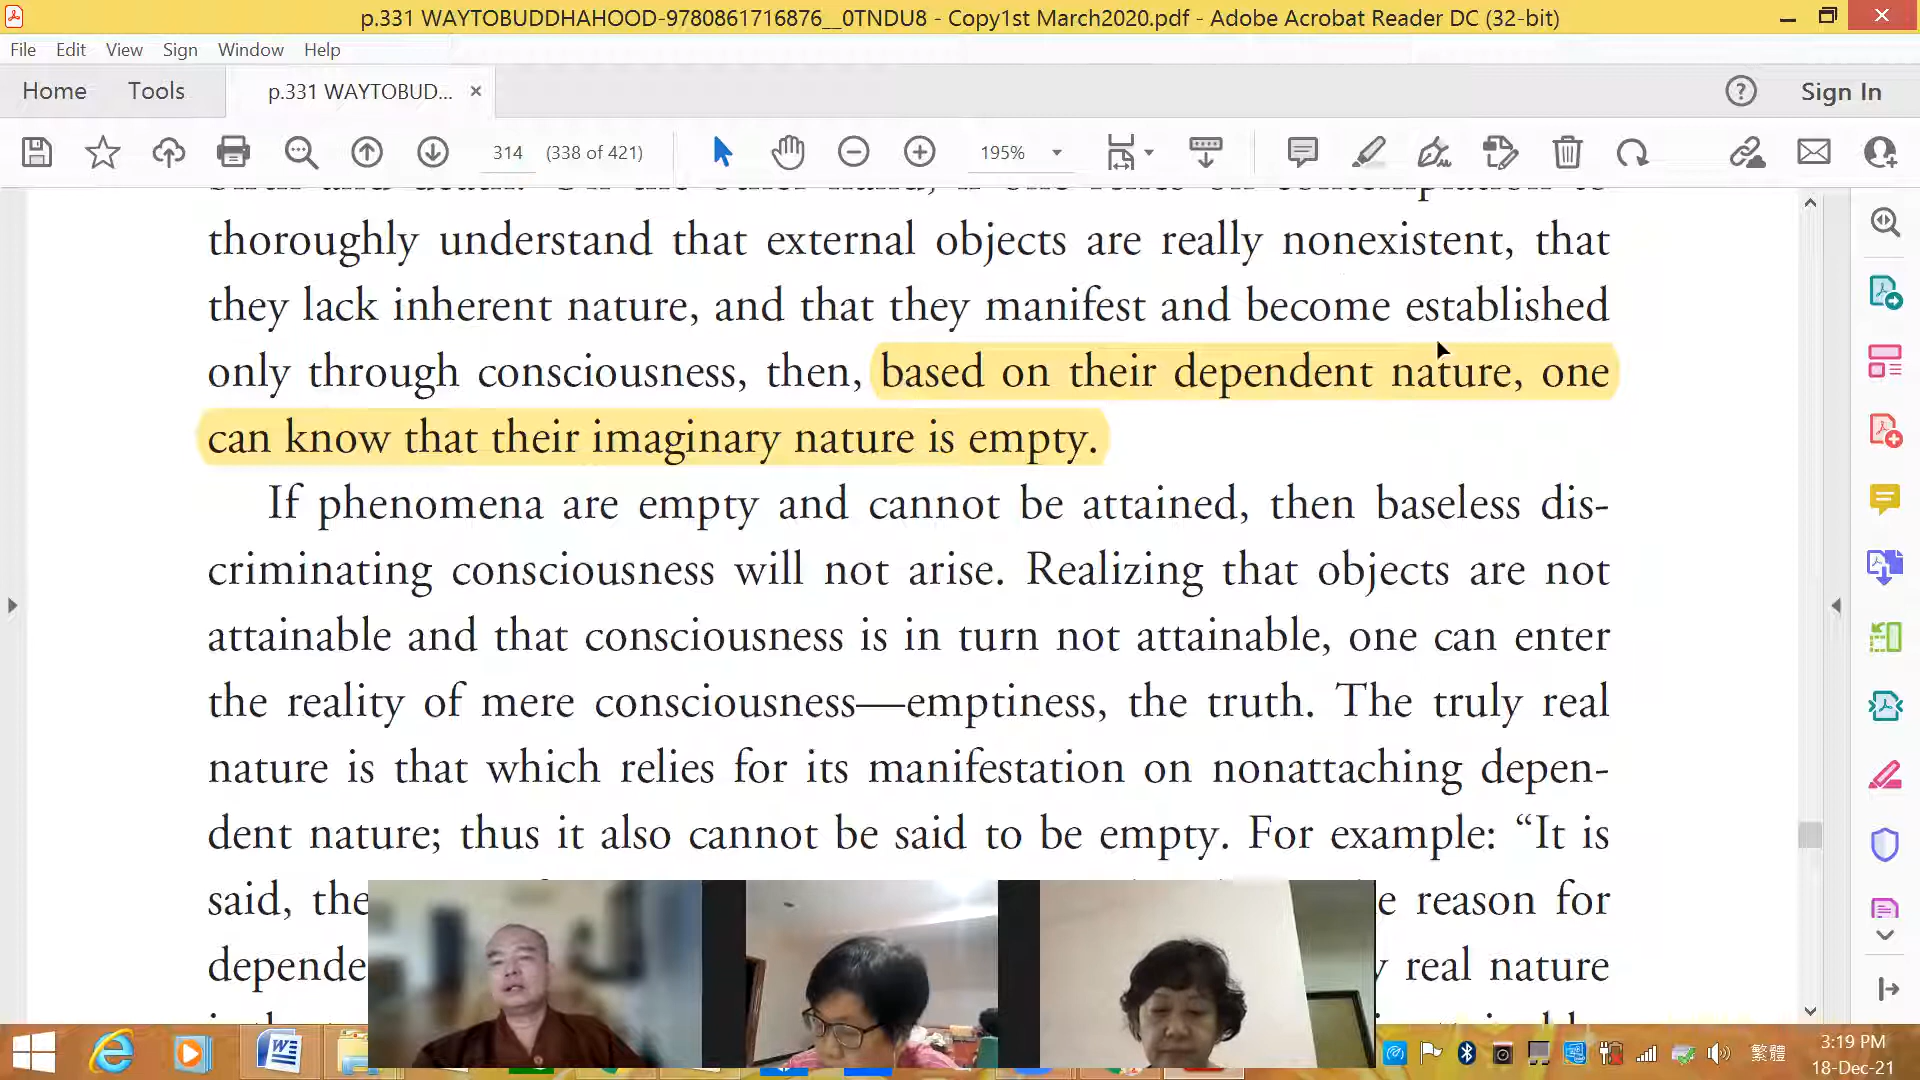 p.331 WAYTOBUDDHAHOOD-9780861716876__0TNDU8 - Copy1st March2020.pdf - Adobe Acrobat Reader DC (32-bit)
File Edit View Sign Window Help
Home Tools p.331 WAYTOBUD... × Sign In
314 (338 of 421) 195%
thoroughly understand that external objects are really nonexistent, that
they lack inherent nature, and that they manifest and become established
only through consciousness, then, based on their dependent nature, one
can know that their imaginary nature is empty.
If phenomena are empty and cannot be attained, then baseless dis-
criminating consciousness will not arise. Realizing that objects are not
attainable and that consciousness is in turn not attainable, one can enter
the reality of mere consciousness—emptiness, the truth. The truly real
nature is that which relies for its manifestation on nonattaching depen-
dent nature; thus it also cannot be said to be empty. For example: “It is
said, the reason for
depende real nature
3:19 PM
繁體
18-Dec-21